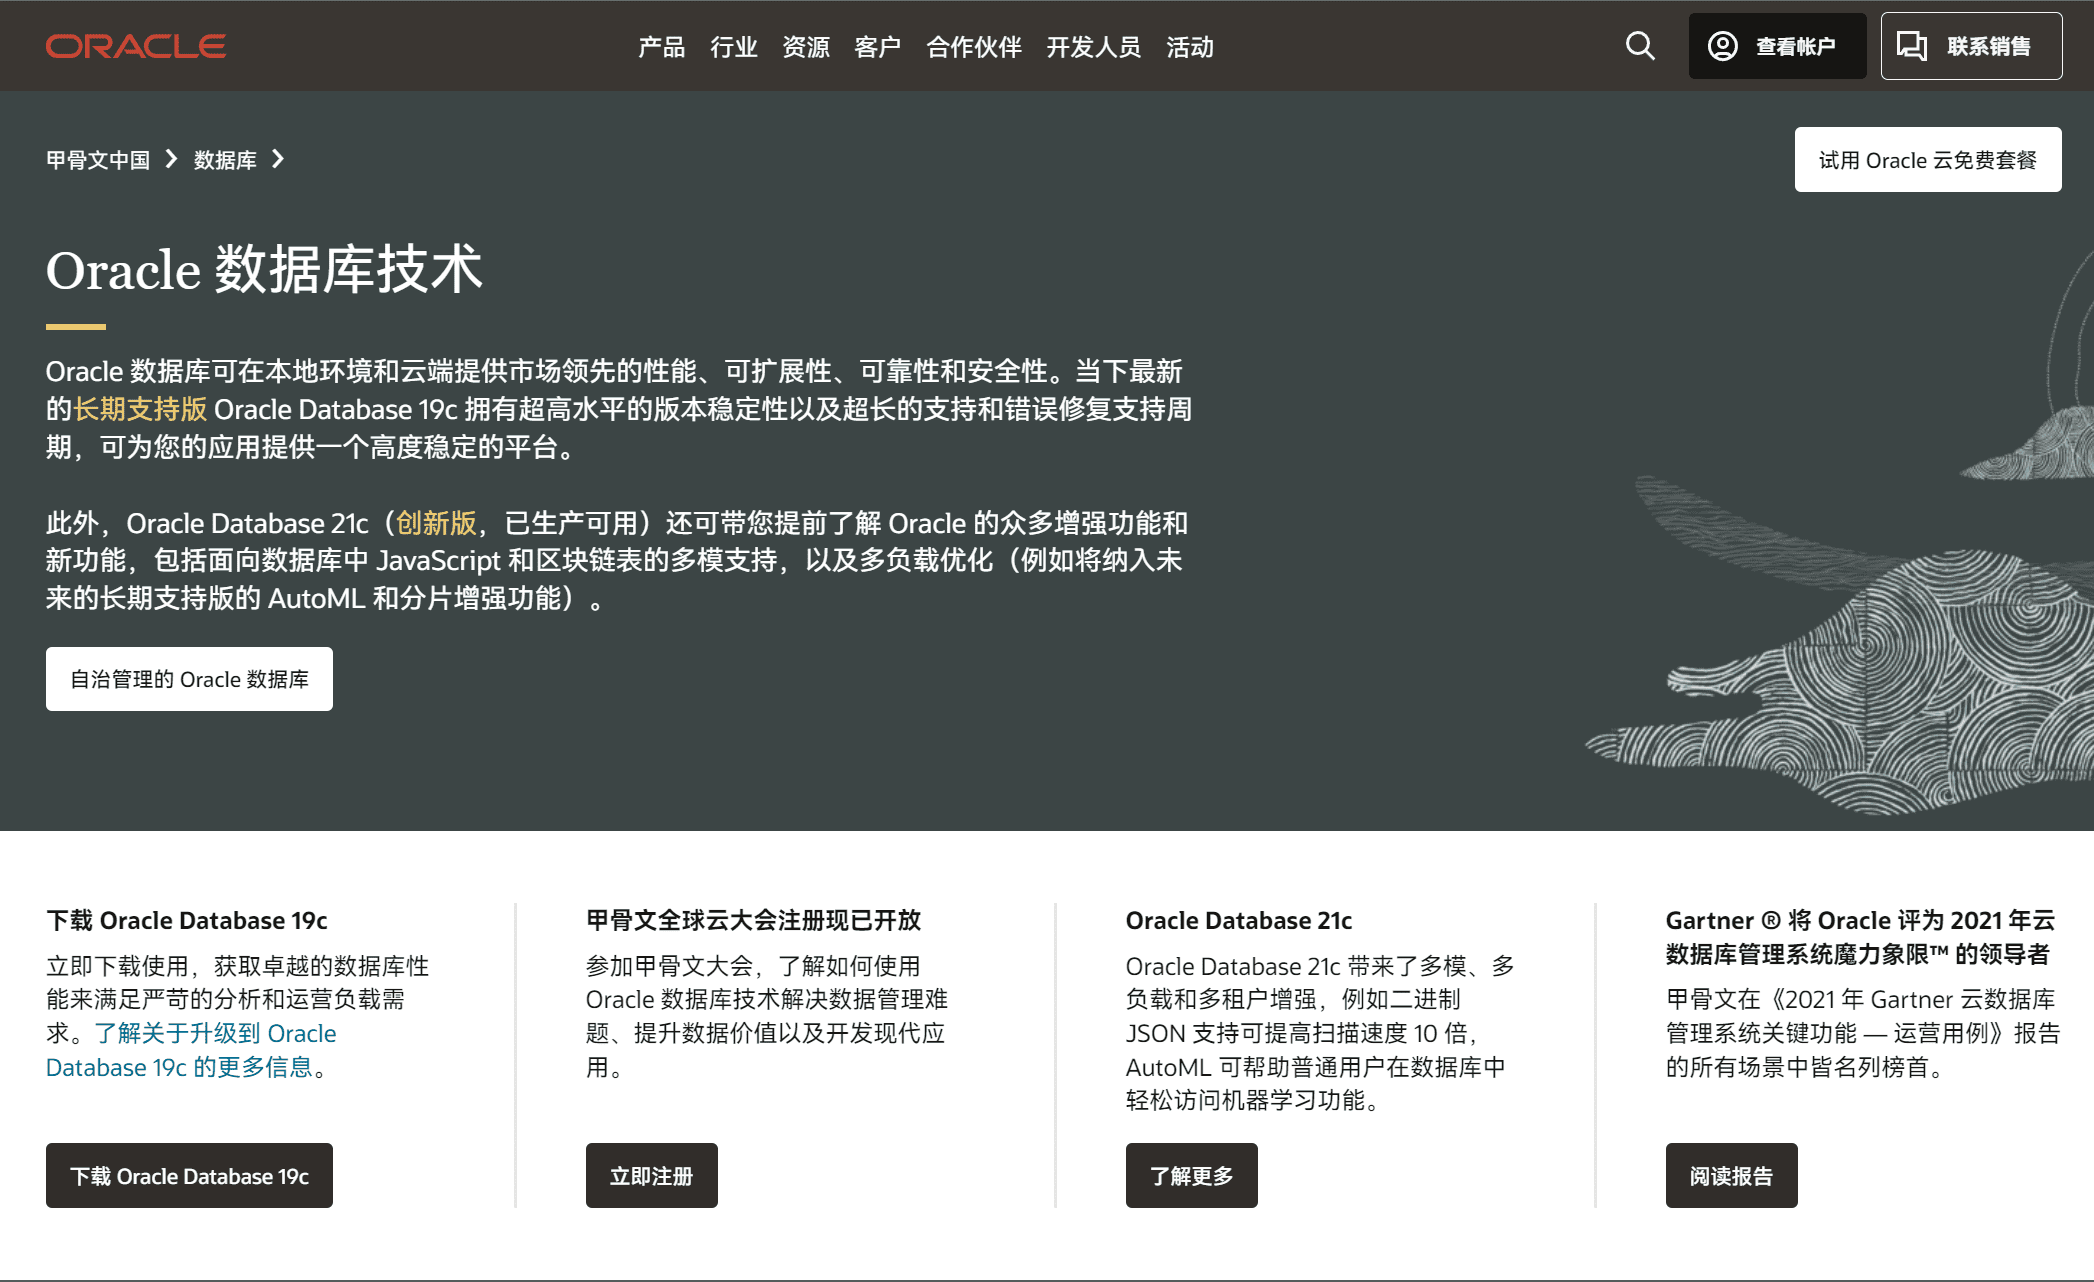 ORACLE
产品 行业 资源 客户 合作伙伴 开发人员 活动
查看帐户
联系销售
甲骨文中国 数据库
试用 Oracle 云免费套餐
Oracle 数据库技术
Oracle 数据库可在本地环境和云端提供市场领先的性能、可扩展性、可靠性和安全性。当下最新
的长期支持版 Oracle Database 19c 拥有超高水平的版本稳定性以及超长的支持和错误修复支持周
期，可为您的应用提供一个高度稳定的平台。
此外，Oracle Database 21c（创新版，已生产可用）还可带您提前了解 Oracle 的众多增强功能和
新功能，包括面向数据库中 JavaScript 和区块链表的多模支持，以及多负载优化（例如将纳入未
来的长期支持版的 AutoML 和分片增强功能）。
自治管理的 Oracle 数据库
下载 Oracle Database 19c
立即下载使用，获取卓越的数据库性
能来满足严苛的分析和运营负载需
求。了解关于升级到 Oracle
Database 19c 的更多信息。
下载 Oracle Database 19c
甲骨文全球云大会注册现已开放
参加甲骨文大会，了解如何使用
Oracle 数据库技术解决数据管理难
题、提升数据价值以及开发现代应
用。
立即注册
Oracle Database 21c
Oracle Database 21c 带来了多模、多
负载和多租户增强，例如二进制
JSON 支持可提高扫描速度 10 倍，
AutoML 可帮助普通用户在数据库中
轻松访问机器学习功能。
了解更多
Gartner ® 将 Oracle 评为 2021 年云
数据库管理系统魔力象限™ 的领导者
甲骨文在《2021 年 Gartner 云数据库
管理系统关键功能 — 运营用例》报告
的所有场景中皆名列榜首。
阅读报告